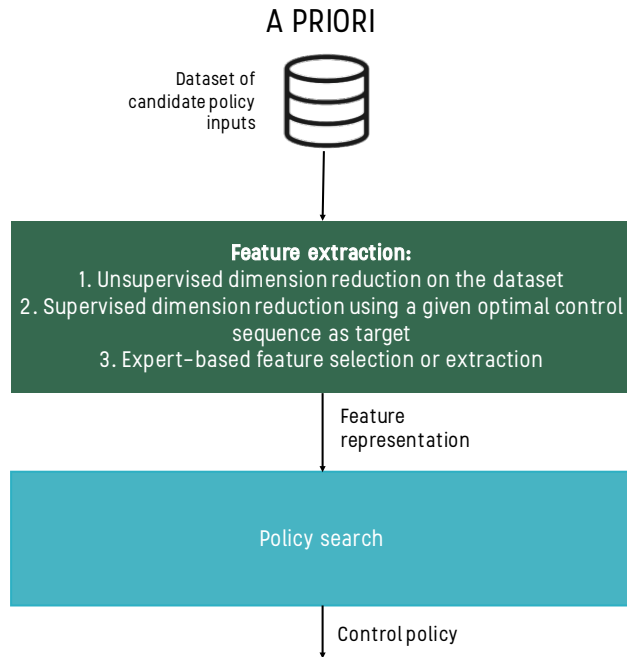 A PRIORI
Dataset of
candidate policy
inputs
Feature extraction:
1. Unsupervised dimension reduction on the dataset
2. Supervised dimension reduction using a given optimal control
sequence as target
3. Expert-based feature selection or extraction
Feature
representation
Policy search
Control policy